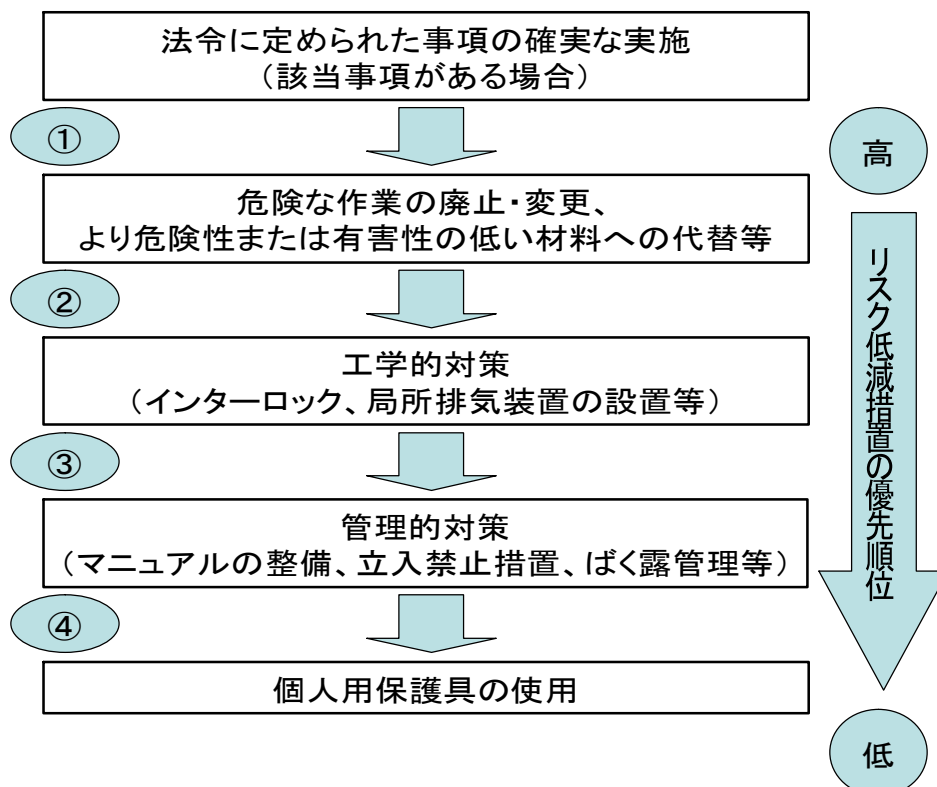 法令に定められた事項の確実な実施
（該当事項がある場合）
①
高
危険な作業の廃止・変更、
より危険性または有害性の低い材料への代替等
②
リスク低減措置の優先順位
工学的対策
（インターロック、局所排気装置の設置等）
③
管理的対策
（マニュアルの整備、立入禁止措置、ばく露管理等）
④
個人用保護具の使用
低